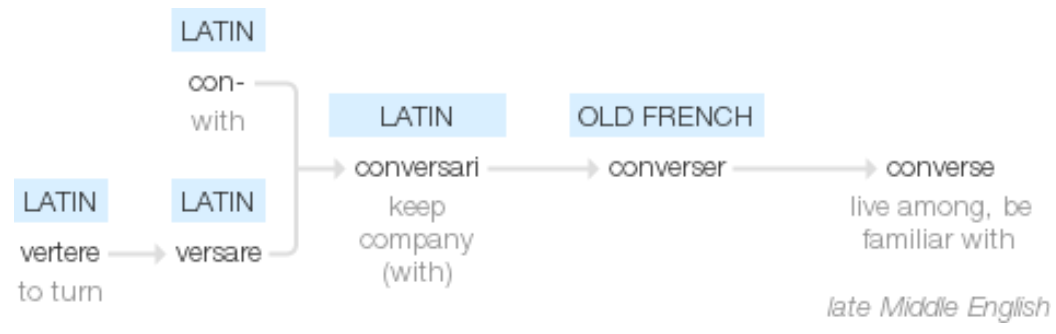 LATIN
con-
with
LATIN
OLD FRENCH
conversari
converser
converse
keep
company
(with)
live among, be
familiar with
LATIN
LATIN
vertere
versare
to turn
late Middle English